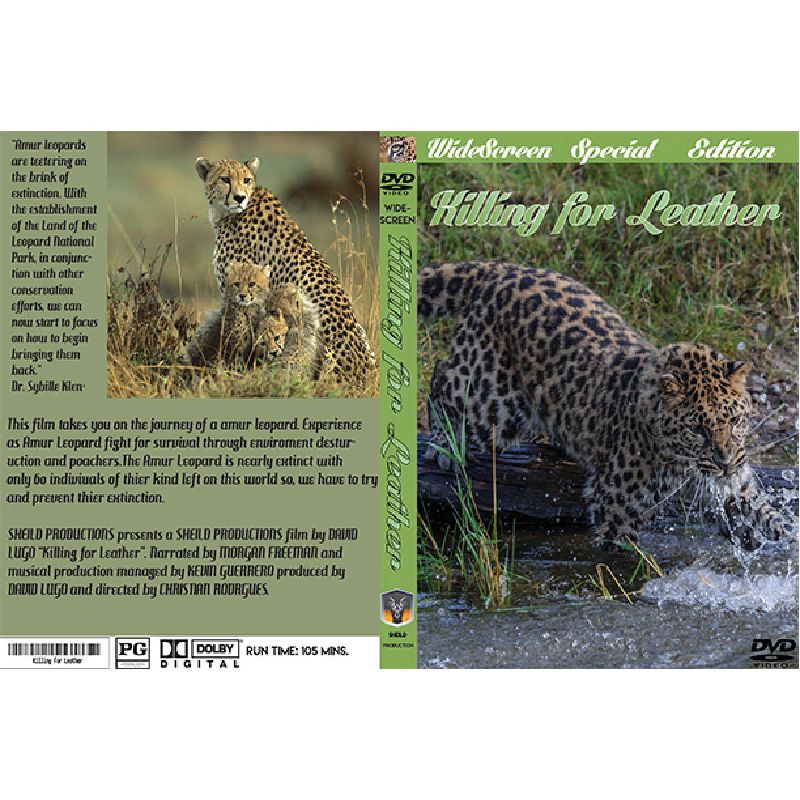 "Amur leopards
are teetering on
the brink of
extinction. With
the establishment
of the Land of the
Leopard National
Park, in conjunc-
tion with other
conservation
efforts, we can
now start to focus
on how to begin
bringing them
back."
Dr. Sybille Klen-
This film takes you on the journey of a amur leopard. Experience
as Amur Leopard fight for survival through enviroment destur-
uction and poachers.The Amur Leopard is nearly extinct with
only 60 indiviuals of thier kind left on this world so, we have to try
and prevent thier extinction.
SHEILD PRODUCTIONS presents a SHEILD PRODUCTIONS film by DAVID
LUGO "Killing for Leather". Narrated by MORGAN FREEMAN and
musical production managed by KEVIN GUERRERO produced by
DAVID LUGO and directed by CHRISTIAN RODRGUES.
Killing for Leather
PG
DOLBY
DIGITAL
RUN TIME: 105 MINS.
DVD
VIDEO
WIDE-
SCREEN
Killing for Leather
SHEILD
PRODUCTION
WideScreen Special Edition
Killing for Leather
DVD
VIDEO